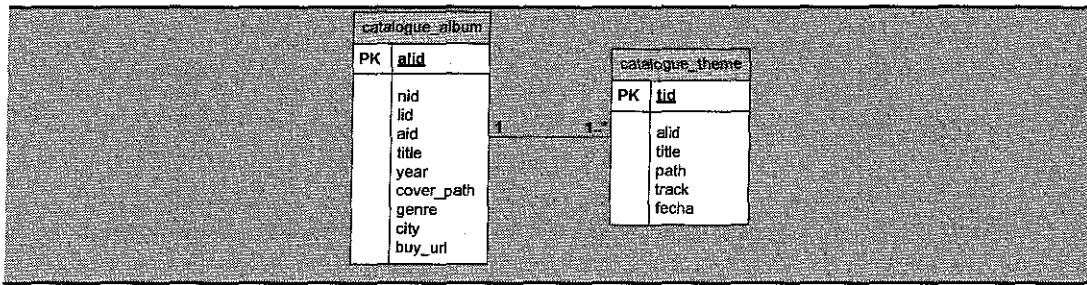 catalogue_album
PK alid
nid
lid
aid
title
year
cover_path
genre
city
buy_url
1 1..*
catalogue_theme
PK tid
alid
title
path
track
fecha